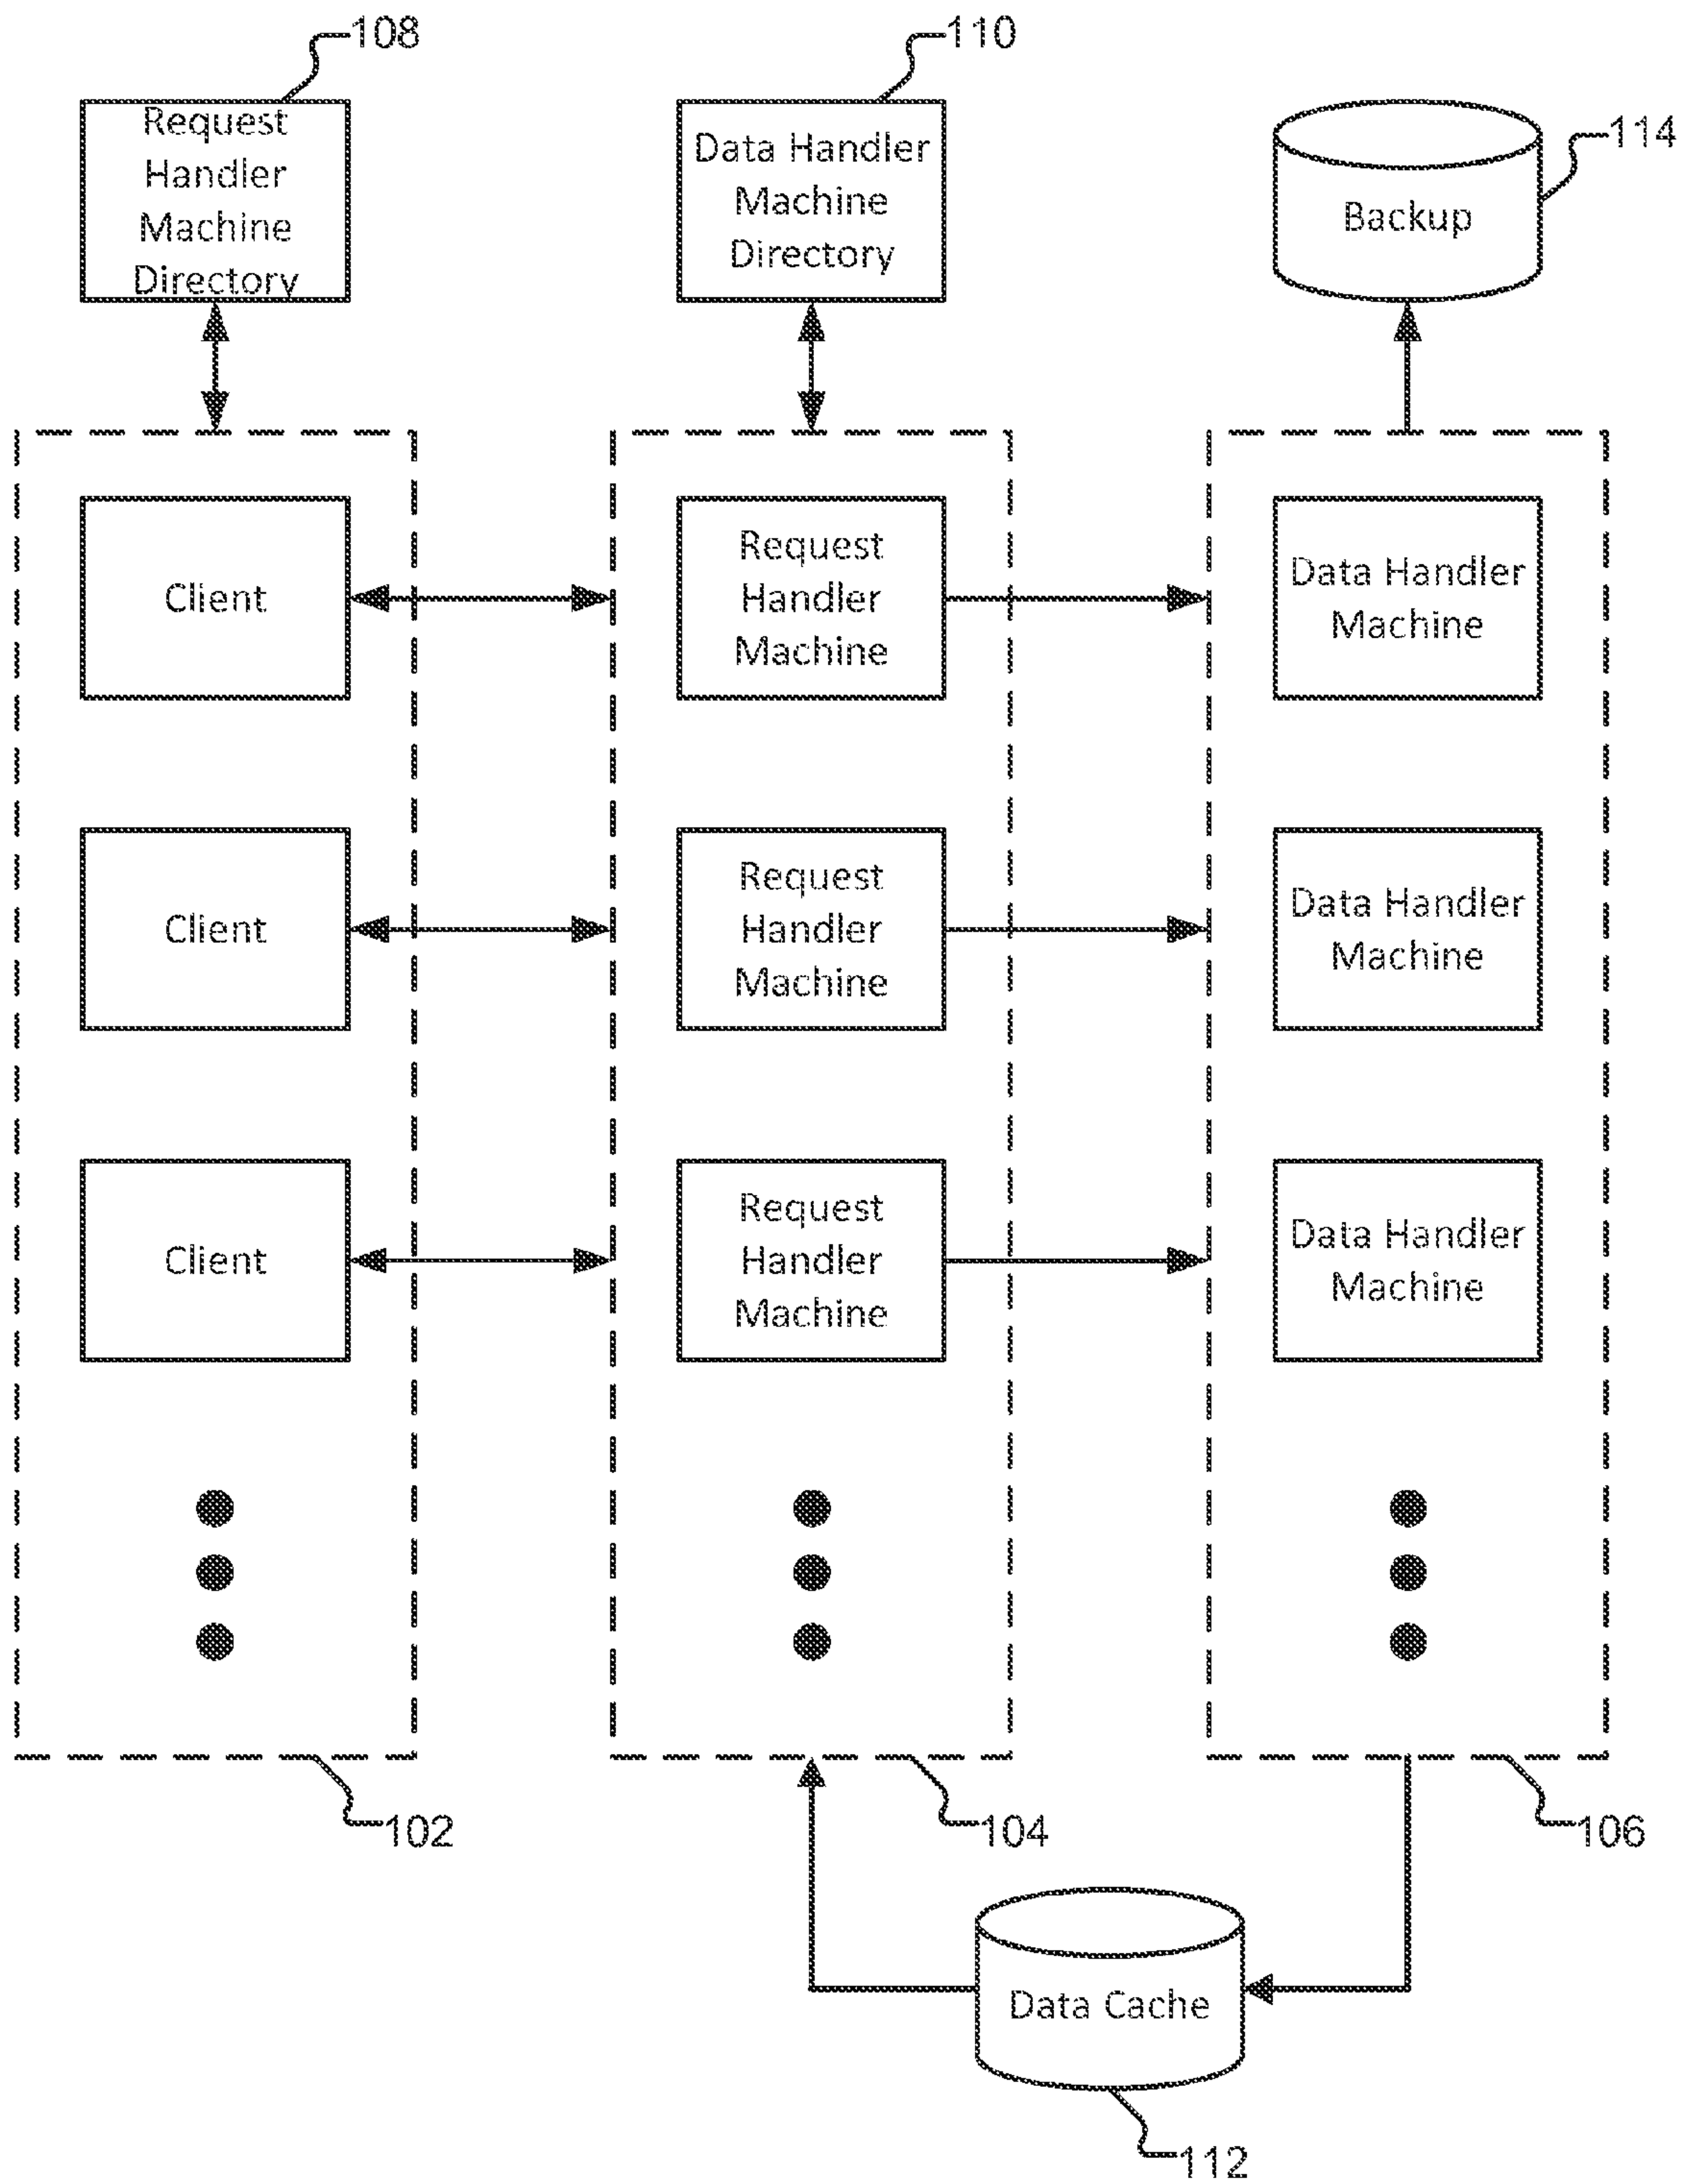 108
110
114
Request
Handler
Machine
Directory
Data Handler
Machine
Directory
Backup
Client
Request
Handler
Machine
Data Handler
Machine
Client
Request
Handler
Machine
Data Handler
Machine
Client
Request
Handler
Machine
Data Handler
Machine
102
104
106
Data Cache
112